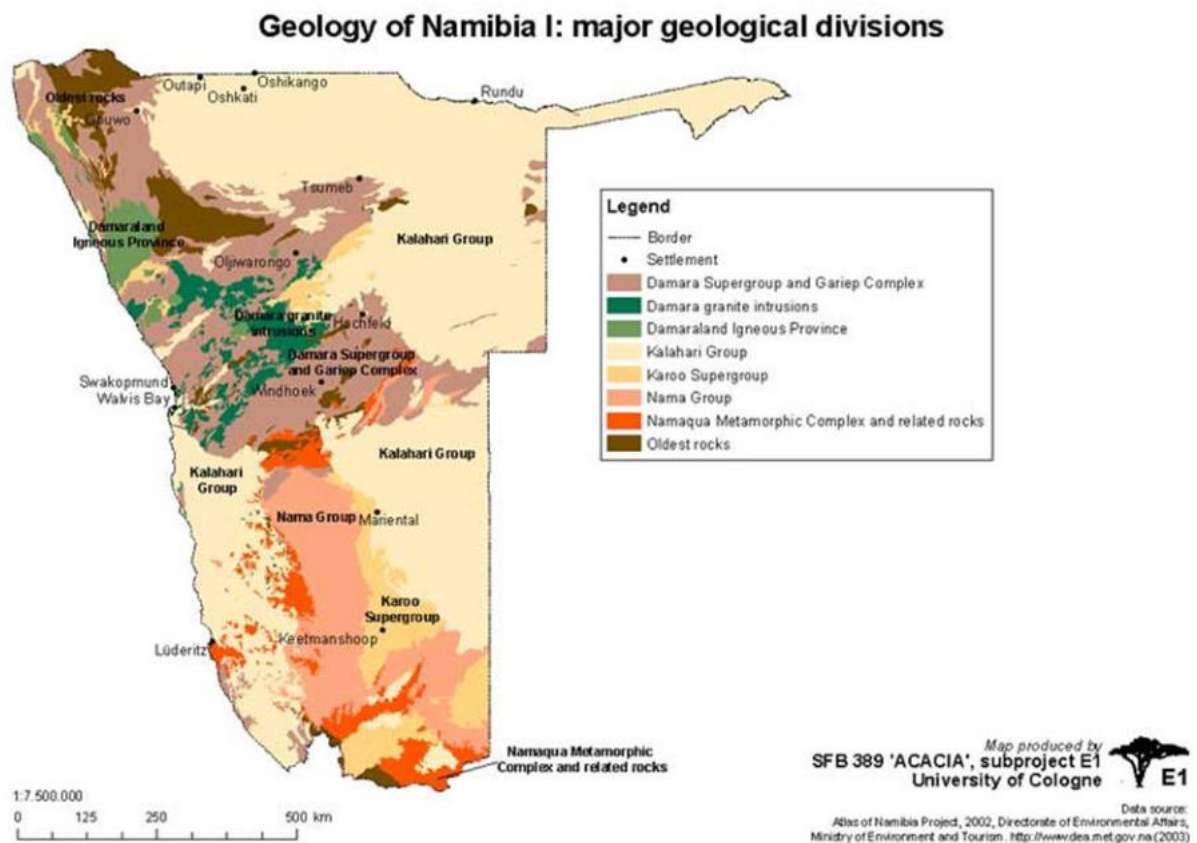 Geology of Namibia I: major geological divisions
Outapi
Oshikango
Oshkati
Rundu
Oldest rocks
Opuwo
Tsumeb
Damaraland
Igneous Province
Kalahari Group
Otjiwarongo
Damara granite
intrusions
Hochfeld
Damara Supergroup
and Gariep Complex
Swakopmund
Walvis Bay
Windhoek
Kalahari Group
Kalahari
Group
Nama Group
Mariental
Karoo
Supergroup
Keetmanshoop
Lüderitz
Namaqua Metamorphic
Complex and related rocks
Legend
Border
Settlement
Damara Supergroup and Gariep Complex
Damara granite intrusions
Damaraland Igneous Province
Kalahari Group
Karoo Supergroup
Nama Group
Namaqua Metamorphic Complex and related rocks
Oldest rocks
1:7.500.000
0 125 250 500 km
Map produced by
SFB 389 'ACACIA', subproject E1
University of Cologne
E1
Data source:
Atlas of Namibia Project, 2002, Directorate of Environmental Affairs,
Ministry of Environment and Tourism. http://www.dea.met.gov.na (2003)